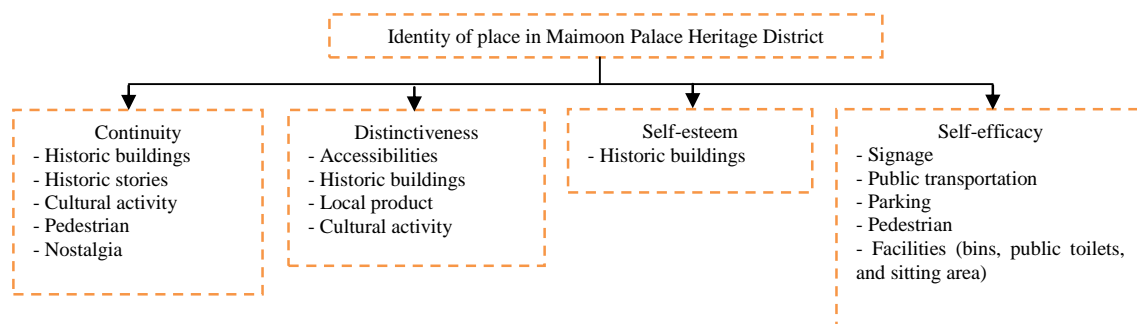 Identity of place in Maimoon Palace Heritage District
Continuity
- Historic buildings
- Historic stories
- Cultural activity
- Pedestrian
- Nostalgia
Distinctiveness
- Accessibilities
- Historic buildings
- Local product
- Cultural activity
Self-esteem
- Historic buildings
Self-efficacy
- Signage
- Public transportation
- Parking
- Pedestrian
- Facilities (bins, public toilets,
and sitting area)